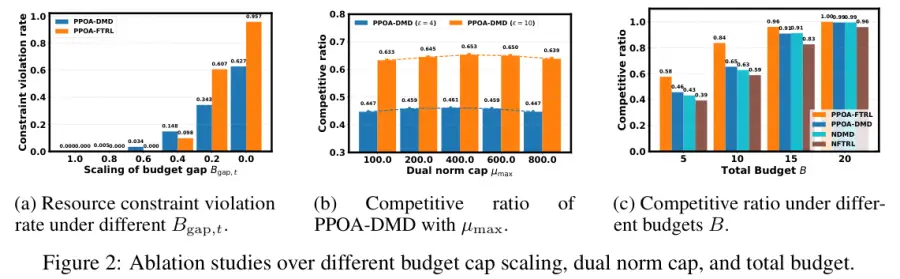 Constraint violation rate
1.0
0.8
0.6
0.4
0.2
0.0
PPOA-DMD
PPOA-FTRL
0.000 0.000
0.005 0.000
0.034 0.000
0.148 0.098
0.343 0.607
0.627 0.957
1.0 0.8 0.6 0.4 0.2 0.0
Scaling of budget gap B_gap,t
Competitive ratio
0.8
0.7
0.6
0.5
0.4
0.3
PPOA-DMD (ε = 4) PPOA-DMD (ε = 10)
0.447 0.633
0.459 0.645
0.461 0.653
0.459 0.650
0.447 0.639
100.0 200.0 400.0 600.0 800.0
Dual norm cap μ_max
Competitive ratio
1.0
0.8
0.6
0.4
0.2
0.0
0.58 0.46 0.43 0.39
0.84 0.65 0.63 0.59
0.96 0.91 0.91 0.83
1.00 0.99 0.99 0.96
PPOA-FTRL
PPOA-DMD
NDMD
NFTRL
5 10 15 20
Total Budget B
(a) Resource constraint violation
rate under different B_gap,t.
(b) Competitive ratio of
PPOA-DMD with μ_max.
(c) Competitive ratio under differ-
ent budgets B.
Figure 2: Ablation studies over different budget cap scaling, dual norm cap, and total budget.